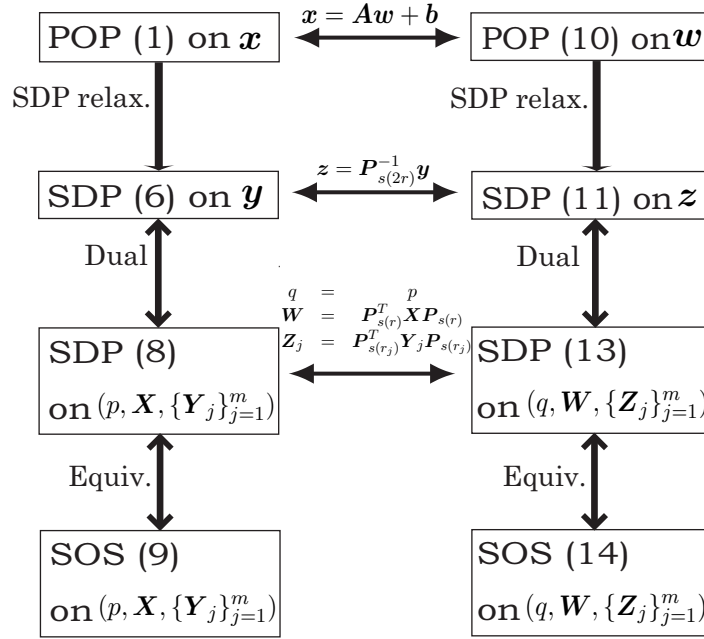 POP (1) on x
x = Aw + b
POP (10) on w
SDP relax.
SDP relax.
SDP (6) on y
z = P_{s(2r)}^{-1} y
SDP (11) on z
Dual
Dual
q = p
W = P_{s(r)}^T X P_{s(r)}
Z_j = P_{s(r_j)}^T Y_j P_{s(r_j)}
SDP (8)
on (p, X, {Y_j}_{j=1}^m)
SDP (13)
on (q, W, {Z_j}_{j=1}^m)
Equiv.
Equiv.
SOS (9)
on (p, X, {Y_j}_{j=1}^m)
SOS (14)
on (q, W, {Z_j}_{j=1}^m)